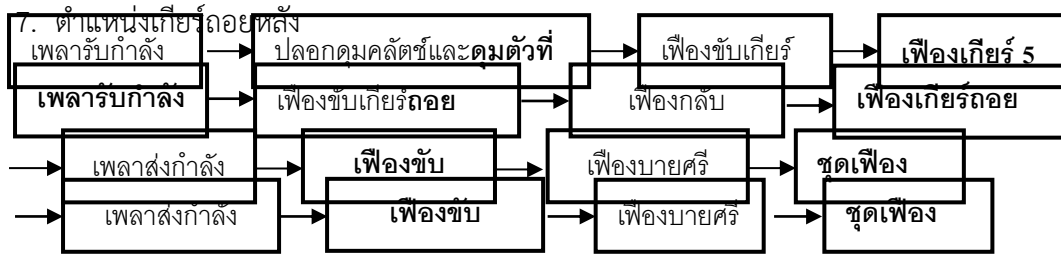 7. ตำแหน่งเกียร์ถอยหลัง
เพลารับกำลัง ปลอกดุมคลัตช์และดุมตัวที่ เฟืองขับเกียร์ เฟืองเกียร์ 5
เพลารับกำลัง เฟืองขับเกียร์ถอย เฟืองกลับ เฟืองเกียร์ถอย
เพลาส่งกำลัง เฟืองขับ เฟืองบายศรี ชุดเฟือง
เพลาส่งกำลัง เฟืองขับ เฟืองบายศรี ชุดเฟือง